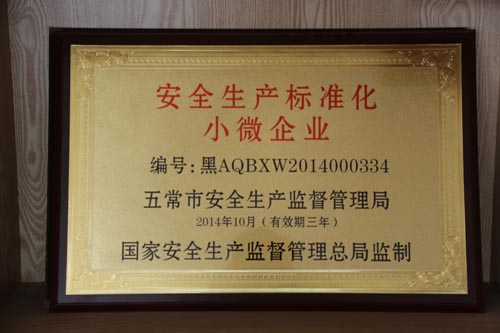 安全生产标准化
小微企业
编号:黑AQBXW2014000334
五常市安全生产监督管理局
2014年10月(有效期三年)
国家安全生产监督管理总局监制